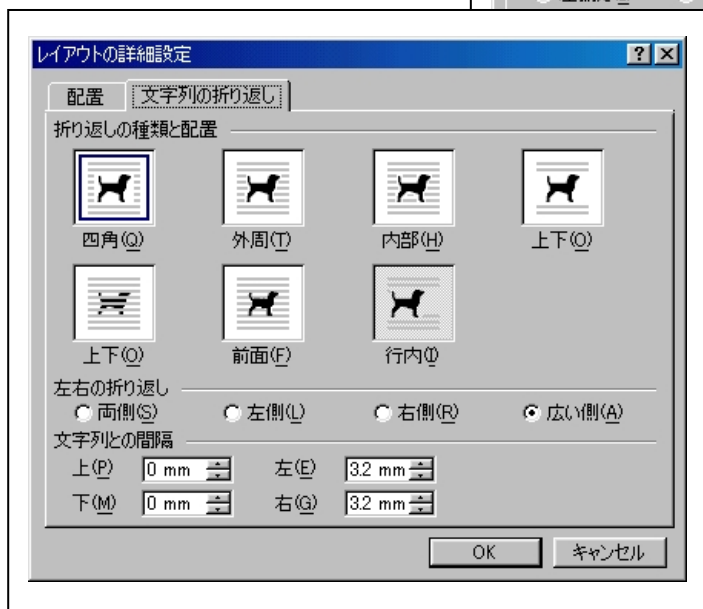 レイアウトの詳細設定
配置 文字列の折り返し
折り返しの種類と配置
四角(Q) 外周(T) 内部(H) 上下(O)
上下(O) 前面(F) 行内(I)
左右の折り返し
両側(S) 左側(L) 右側(R) 広い側(A)
文字列との間隔
上(P) 0 mm 左(E) 3.2 mm
下(M) 0 mm 右(G) 3.2 mm
OK キャンセル